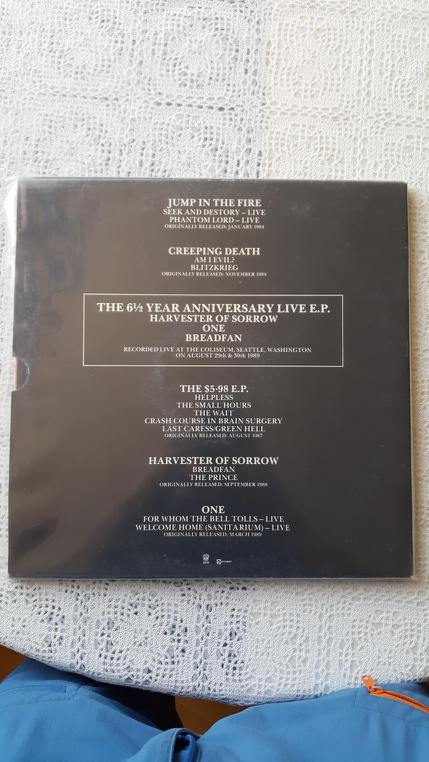 JUMP IN THE FIRE
SEEK AND DESTORY – LIVE
PHANTOM LORD – LIVE
ORIGINALLY RELEASED: JANUARY 1984
CREEPING DEATH
AM I EVIL?
BLITZKRIEG
ORIGINALLY RELEASED: NOVEMBER 1984
THE 6½ YEAR ANNIVERSARY LIVE E.P.
HARVESTER OF SORROW
ONE
BREADFAN
RECORDED LIVE AT THE COLISEUM, SEATTLE, WASHINGTON
ON AUGUST 29th & 30th 1989
THE $5·98 E.P.
HELPLESS
THE SMALL HOURS
THE WAIT
CRASH COURSE IN BRAIN SURGERY
LAST CARESS/GREEN HELL
ORIGINALLY RELEASED: AUGUST 1987
HARVESTER OF SORROW
BREADFAN
THE PRINCE
ORIGINALLY RELEASED: SEPTEMBER 1988
ONE
FOR WHOM THE BELL TOLLS – LIVE
WELCOME HOME (SANITARIUM) – LIVE
ORIGINALLY RELEASED: MARCH 1989